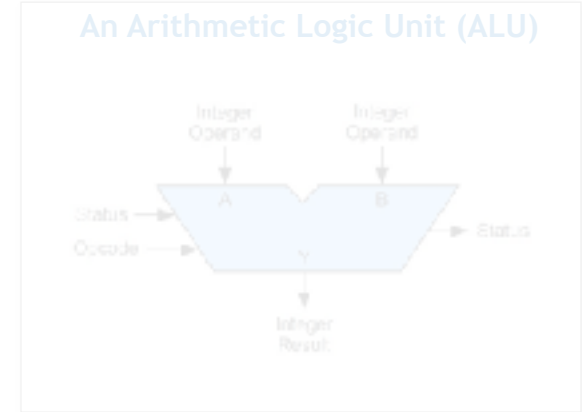 An Arithmetic Logic Unit (ALU)
Integer
Operand
Integer
Operand
A
B
Status
Opcode
Status
Y
Integer
Result